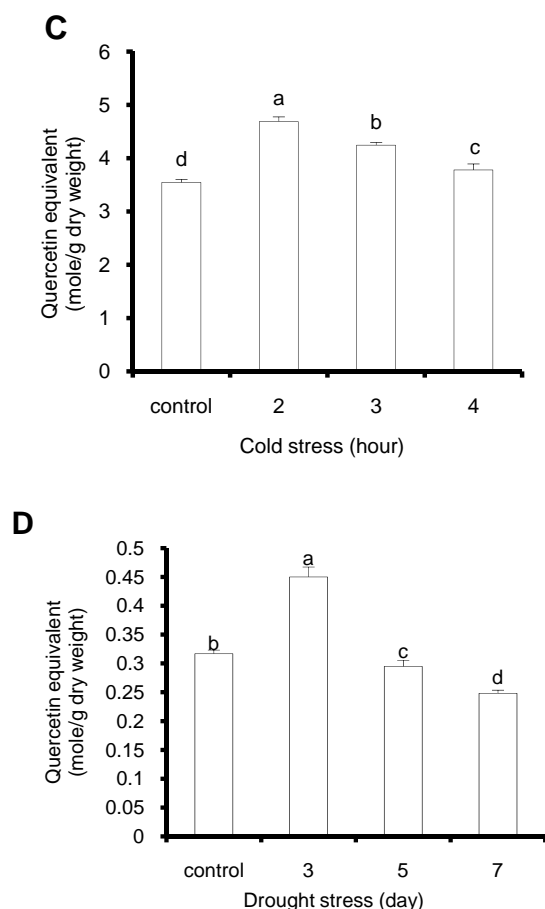 C
Quercetin equivalent
(mole/g dry weight)
6
5
4
3
2
1
0
d
a
b
c
control 2 3 4
Cold stress (hour)
D
Quercetin equivalent
(mole/g dry weight)
0.5
0.45
0.4
0.35
0.3
0.25
0.2
0.15
0.1
0.05
0
b
a
c
d
control 3 5 7
Drought stress (day)